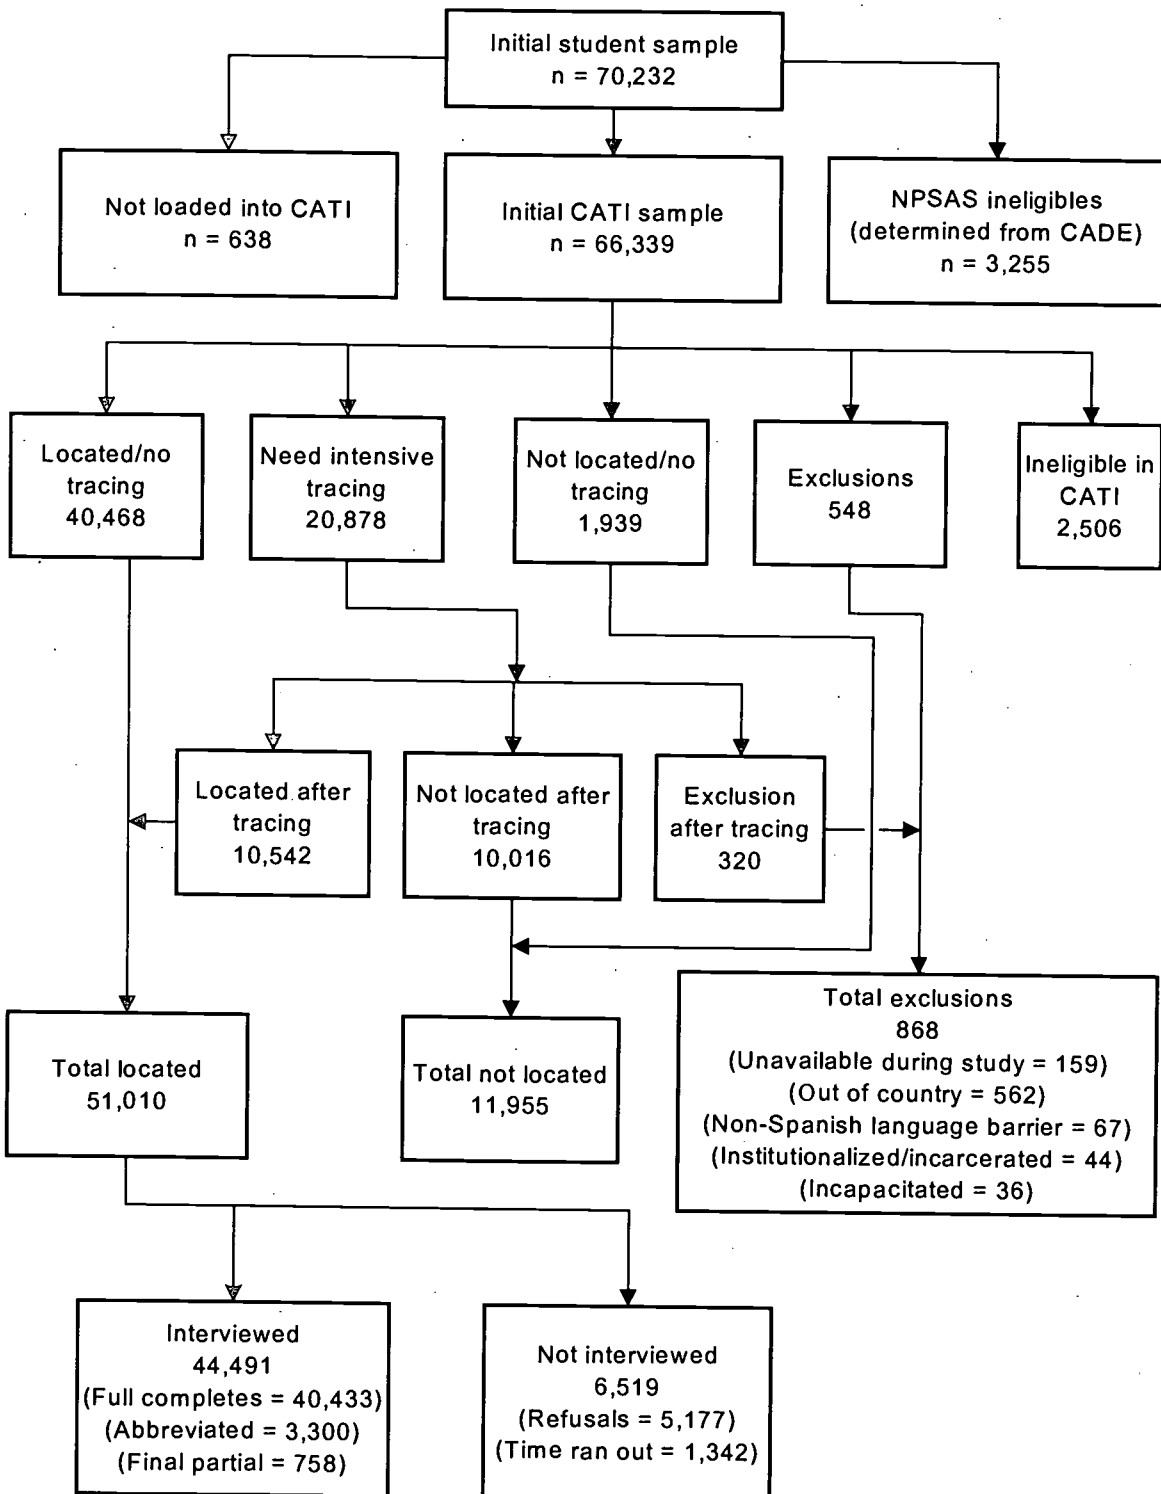 Initial student sample
n = 70,232
Not loaded into CATI
n = 638
Initial CATI sample
n = 66,339
NPSAS ineligibles
(determined from CADE)
n = 3,255
Located/no
tracing
40,468
Need intensive
tracing
20,878
Not located/no
tracing
1,939
Exclusions
548
Ineligible in
CATI
2,506
Located after
tracing
10,542
Not located after
tracing
10,016
Exclusion
after tracing
320
Total located
51,010
Total not located
11,955
Total exclusions
868
(Unavailable during study = 159)
(Out of country = 562)
(Non-Spanish language barrier = 67)
(Institutionalized/incarcerated = 44)
(Incapacitated = 36)
Interviewed
44,491
(Full completes = 40,433)
(Abbreviated = 3,300)
(Final partial = 758)
Not interviewed
6,519
(Refusals = 5,177)
(Time ran out = 1,342)